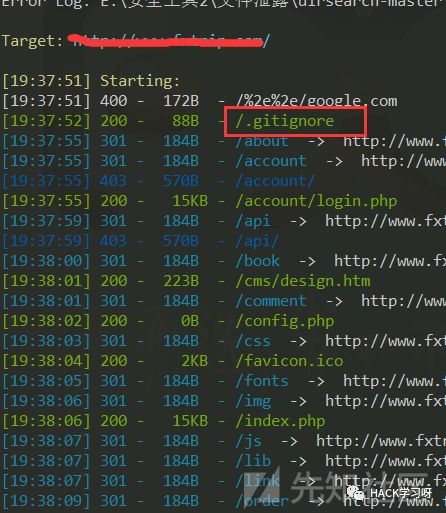 Error Log: E:\安全工具2\文件泄露\dirsearch-master
Target: http://www.fxtrip.com/
[19:37:51] Starting:
[19:37:51] 400 - 172B - /%2e%2e/google.com
[19:37:52] 200 - 88B - /.gitignore
[19:37:55] 301 - 184B - /about -> http://www.f
[19:37:55] 301 - 184B - /account -> http://www
[19:37:55] 403 - 570B - /account/
[19:37:55] 200 - 15KB - /account/login.php
[19:37:59] 301 - 184B - /api -> http://www.fxt
[19:37:59] 403 - 570B - /api/
[19:38:00] 301 - 184B - /book -> http://www.fx
[19:38:01] 200 - 223B - /cms/design.htm
[19:38:01] 301 - 184B - /comment -> http://www
[19:38:02] 200 - 0B - /config.php
[19:38:03] 301 - 184B - /css -> http://www.fxt
[19:38:04] 200 - 2KB - /favicon.ico
[19:38:05] 301 - 184B - /fonts -> http://www.f
[19:38:06] 301 - 184B - /img -> http://www.fxt
[19:38:06] 200 - 15KB - /index.php
[19:38:07] 301 - 184B - /js -> http://www.fxtr
[19:38:07] 301 - 184B - /lib -> http://www.fxt
[19:38:07] 301 - 184B - /link -> http://www.fx
[19:38:09] 301 - 184B - /order -> http://www.f
先知社区
HACK学习呀